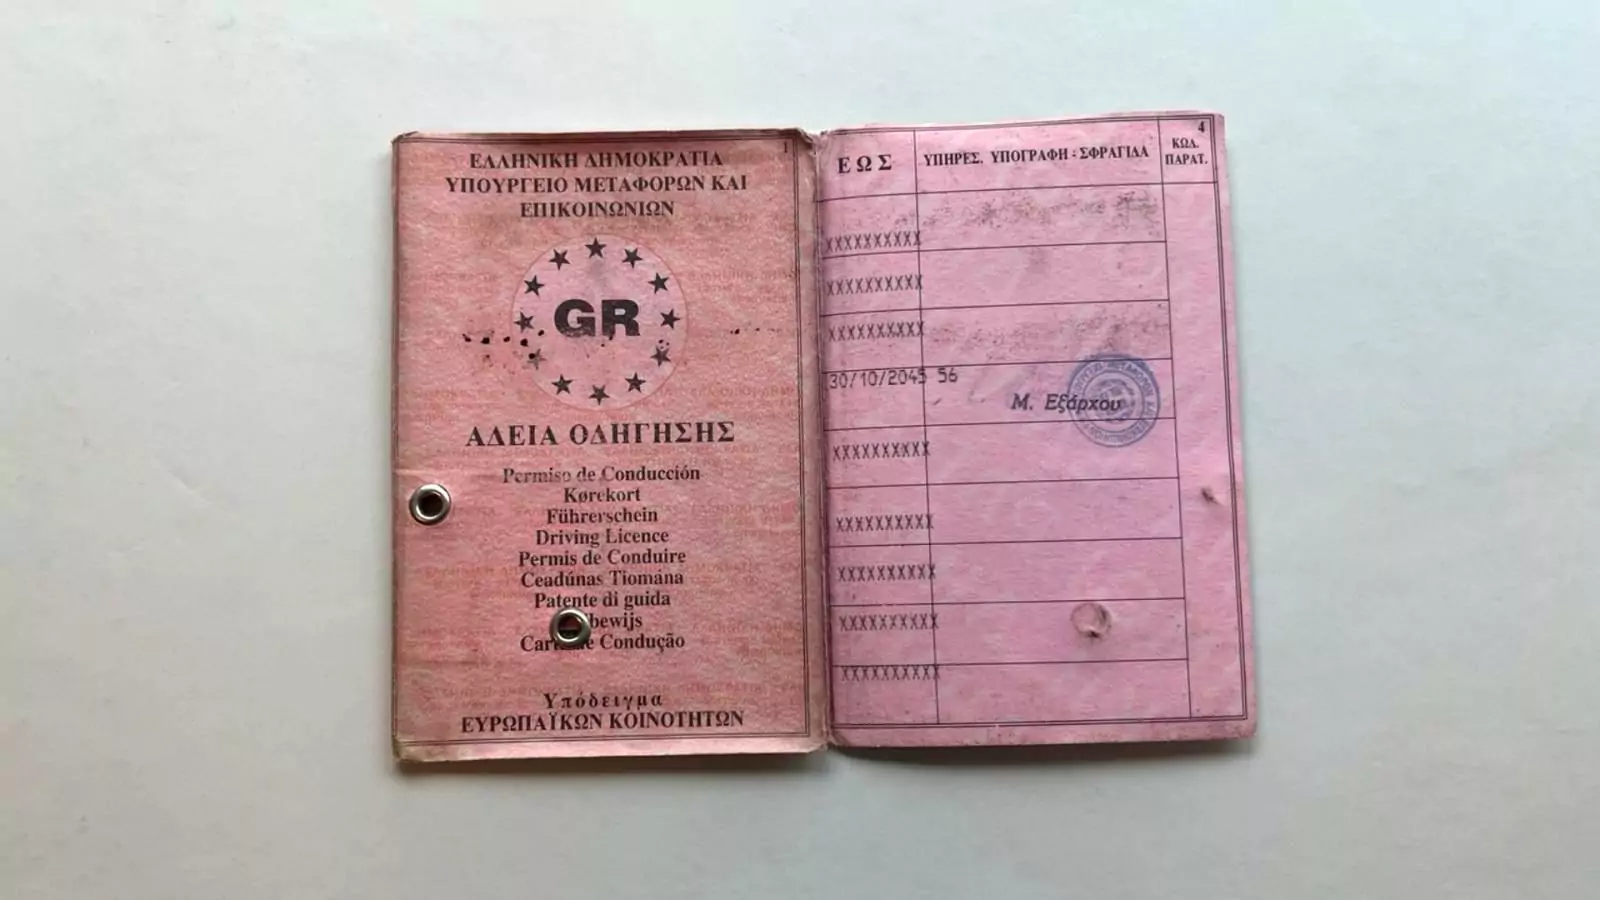 1
ΕΛΛΗΝΙΚΗ ΔΗΜΟΚΡΑΤΙΑ
ΥΠΟΥΡΓΕΙΟ ΜΕΤΑΦΟΡΩΝ ΚΑΙ
ΕΠΙΚΟΙΝΩΝΙΩΝ
GR
ΑΔΕΙΑ ΟΔΗΓΗΣΗΣ
Permiso de Conducción
Kørekort
Führerschein
Driving Licence
Permis de Conduire
Ceadúnas Tiomána
Patente di guida
bewijs
Condução
Υπόδειγμα
ΕΥΡΩΠΑΪΚΩΝ ΚΟΙΝΟΤΗΤΩΝ
4
ΕΩΣ ΥΠΗΡΕΣ. ΥΠΟΓΡΑΦΗ - ΣΦΡΑΓΙΔΑ ΚΩΔ. ΠΑΡΑΤ.
XXXXXXXXXX
XXXXXXXXXX
XXXXXXXXXX
30/10/2045 56
Μ. Εξάρχου
XXXXXXXXXX
XXXXXXXXXX
XXXXXXXXXX
XXXXXXXXXX
XXXXXXXXXX